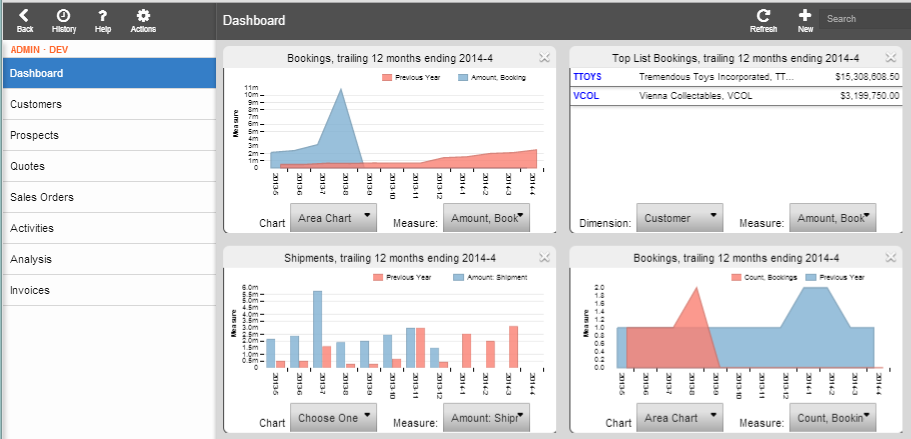 Back History Help Actions Dashboard Refresh New Search
ADMIN - DEV
Dashboard
Customers
Prospects
Quotes
Sales Orders
Activities
Analysis
Invoices
Bookings, trailing 12 months ending 2014-4
Previous Year Amount, Booking
Measure
11m
10m
9m
8m
7m
6m
5m
4m
3m
2m
1m
0
2013-5 2013-6 2013-7 2013-8 2013-9 2013-10 2013-11 2013-12 2014-1 2014-2 2014-3 2014-4
Chart Area Chart Measure: Amount, Book
Top List Bookings, trailing 12 months ending 2014-4
TTOYS Tremendous Toys Incorporated, TT... $15,308,608.50
VCOL Vienna Collectables, VCOL $3,199,750.00
Dimension: Customer Measure: Amount, Book
Shipments, trailing 12 months ending 2014-4
Previous Year Amount: Shipment
Measure
6.0m
5.5m
5.0m
4.5m
4.0m
3.5m
3.0m
2.5m
2.0m
1.5m
1.0m
0.5m
0
2013-5 2013-6 2013-7 2013-8 2013-9 2013-10 2013-11 2013-12 2014-1 2014-2 2014-3 2014-4
Chart Choose One Measure: Amount: Shipr
Bookings, trailing 12 months ending 2014-4
Count, Bookings Previous Year
Measure
2.0
1.8
1.6
1.4
1.2
1.0
0.8
0.6
0.4
0.2
0.0
2013-5 2013-6 2013-7 2013-8 2013-9 2013-10 2013-11 2013-12 2014-1 2014-2 2014-3 2014-4
Chart Area Chart Measure: Count, Bookin